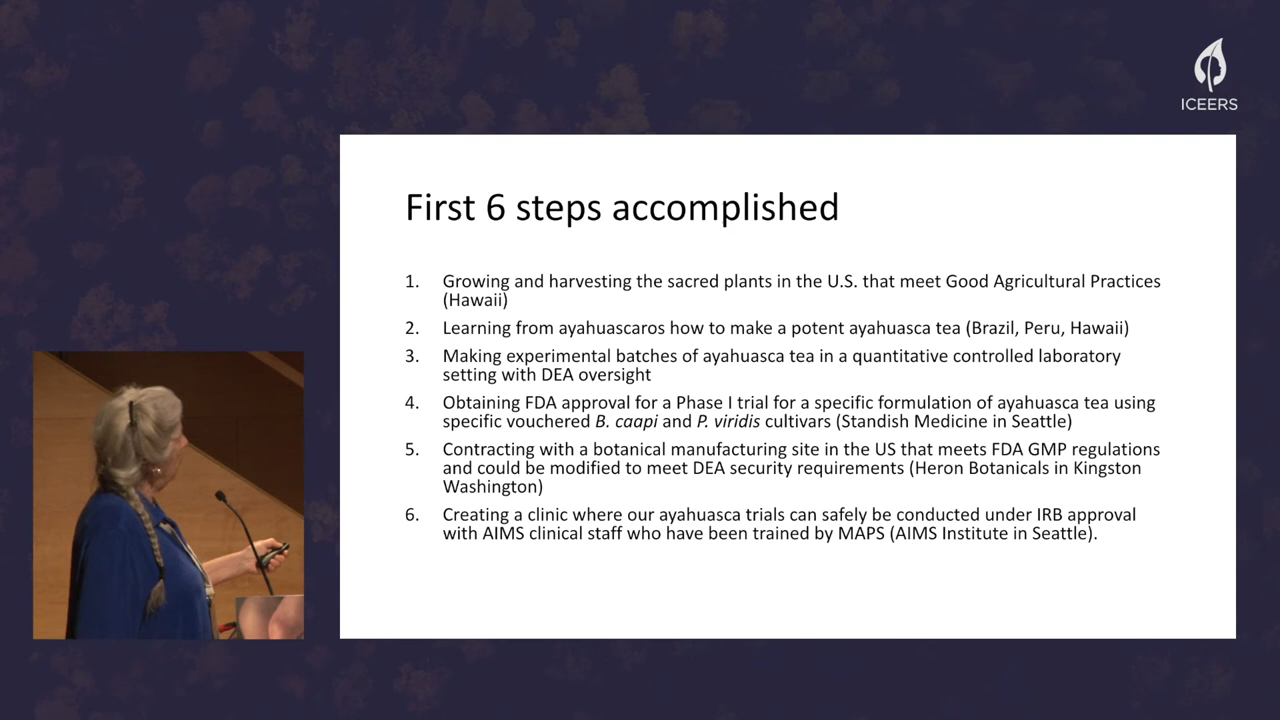 ICEERS
First 6 steps accomplished
1. Growing and harvesting the sacred plants in the U.S. that meet Good Agricultural Practices
(Hawaii)
2. Learning from ayahuascaros how to make a potent ayahuasca tea (Brazil, Peru, Hawaii)
3. Making experimental batches of ayahuasca tea in a quantitative controlled laboratory
setting with DEA oversight
4. Obtaining FDA approval for a Phase I trial for a specific formulation of ayahuasca tea using
specific vouchered B. caapi and P. viridis cultivars (Standish Medicine in Seattle)
5. Contracting with a botanical manufacturing site in the US that meets FDA GMP regulations
and could be modified to meet DEA security requirements (Heron Botanicals in Kingston
Washington)
6. Creating a clinic where our ayahuasca trials can safely be conducted under IRB approval
with AIMS clinical staff who have been trained by MAPS (AIMS Institute in Seattle).